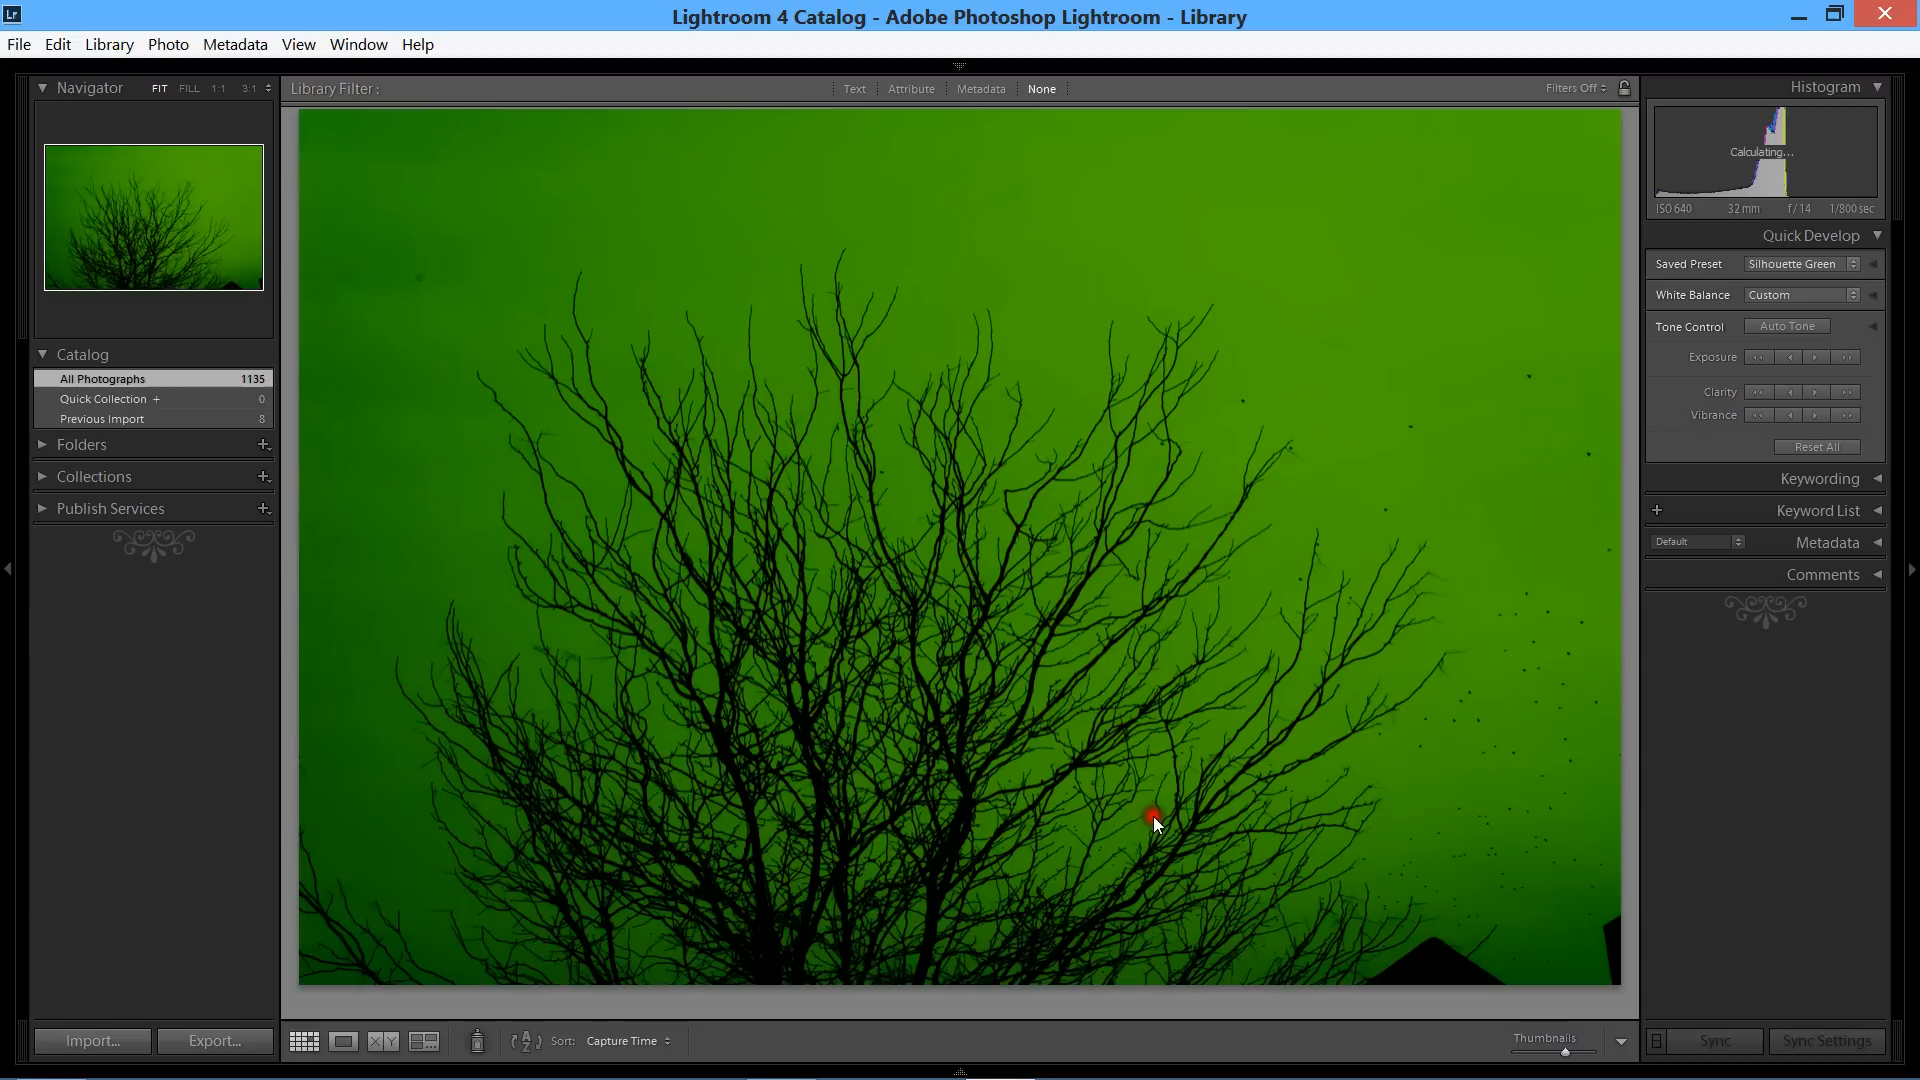 Lr Lightroom 4 Catalog - Adobe Photoshop Lightroom - Library
File Edit Library Photo Metadata View Window Help
Navigator FIT FILL 1:1 3:1
Library Filter : Text Attribute Metadata None Filters Off
Histogram
Calculating...
ISO 640 32 mm f / 14 1/800 sec
Quick Develop
Saved Preset Silhouette Green
White Balance Custom
Tone Control Auto Tone
Exposure
Clarity
Vibrance
Reset All
Catalog
All Photographs 1135
Quick Collection + 0
Previous Import 8
Folders
Collections
Publish Services
Keywording
Keyword List
Default Metadata
Comments
Import... Export...
XY
AZ Sort: Capture Time
Thumbnails
Sync Sync Settings